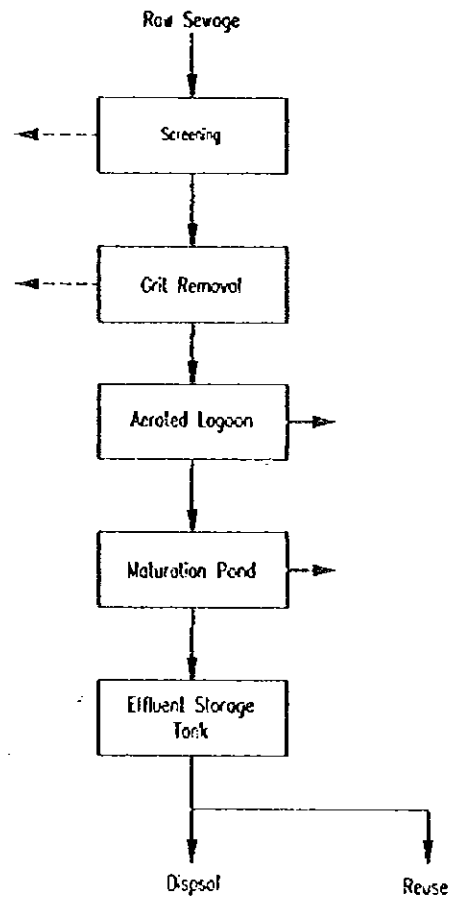 Raw Sewage
Screening
Grit Removal
Aerated Lagoon
Maturation Pond
Effluent Storage
Tank
Dispsal
Reuse